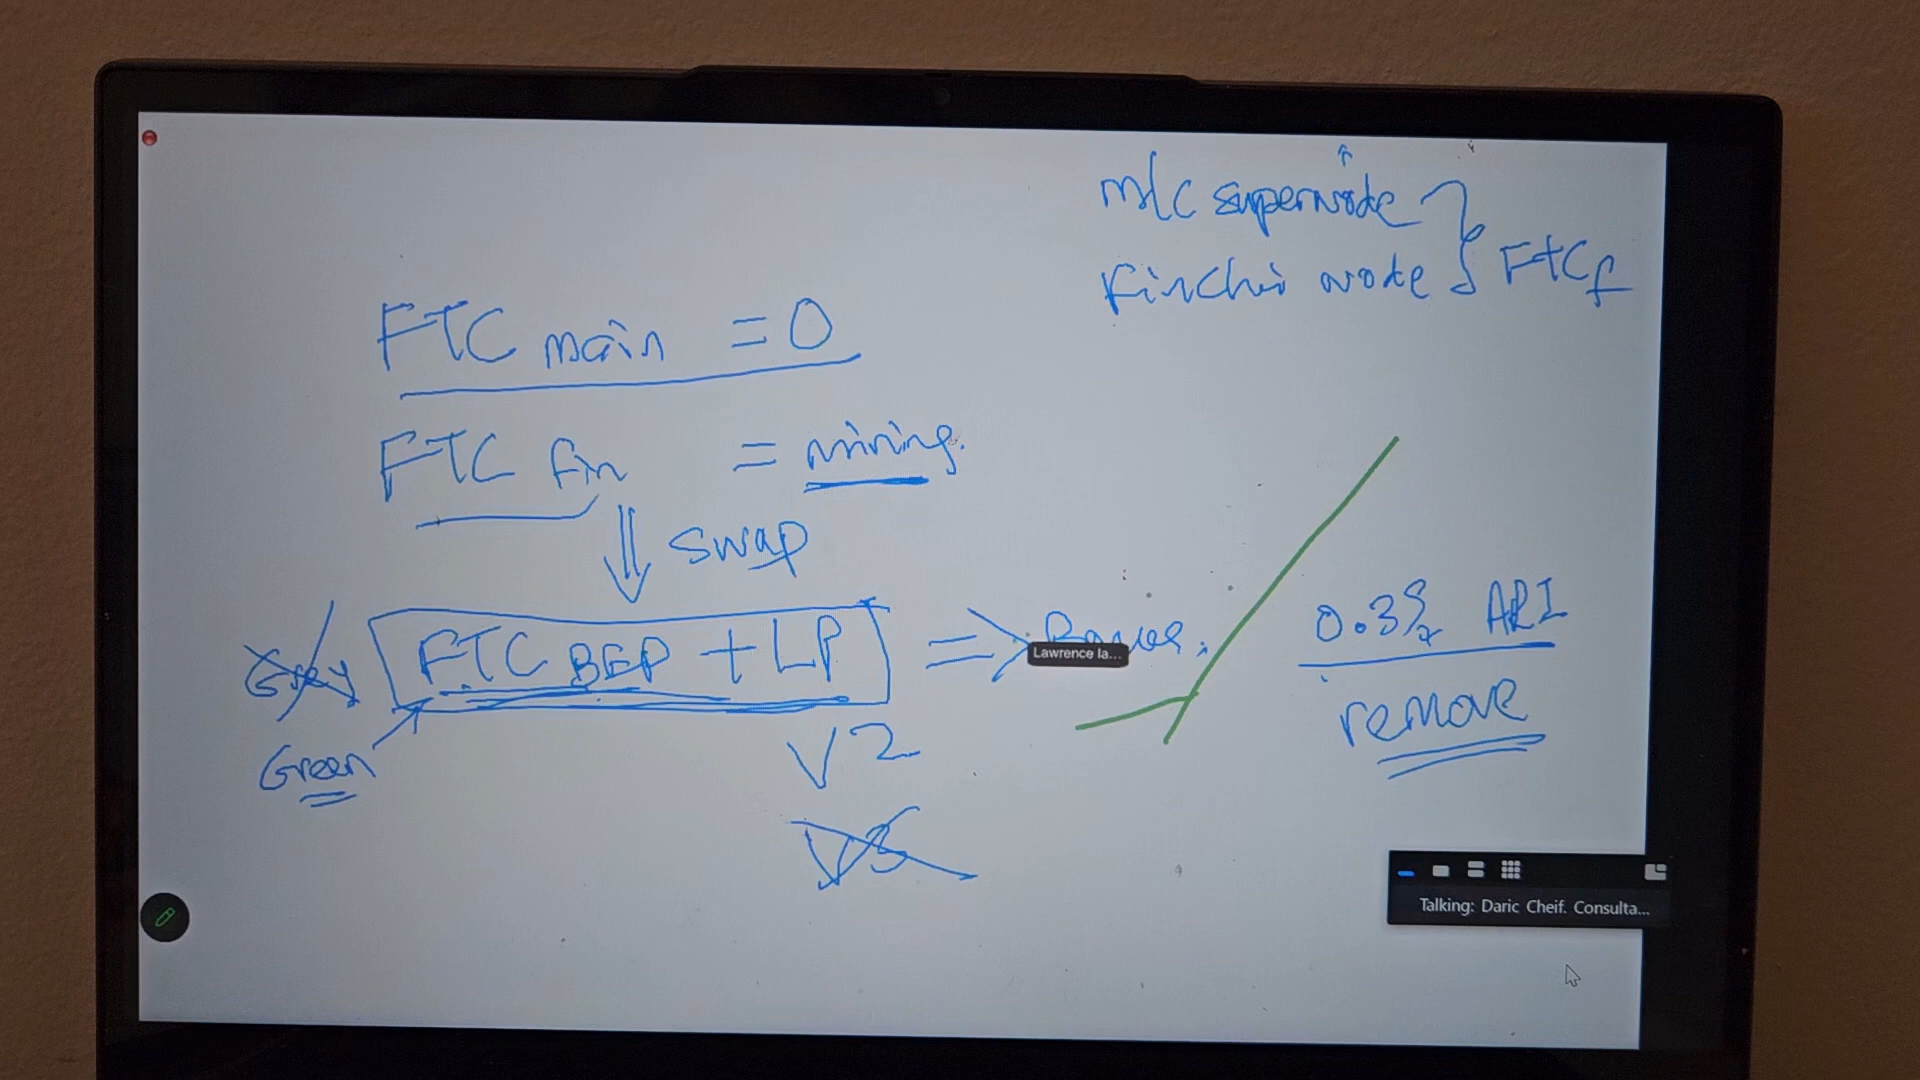 M/C supernode
Finchi node } FTCf
FTC main = 0
FTC fin = mining.
⇓ swap
Grey FTC BEP + LP =>
Lawrence la...
0.3% ARI
remove
Green
V2
V3
Talking: Daric Cheif. Consulta...